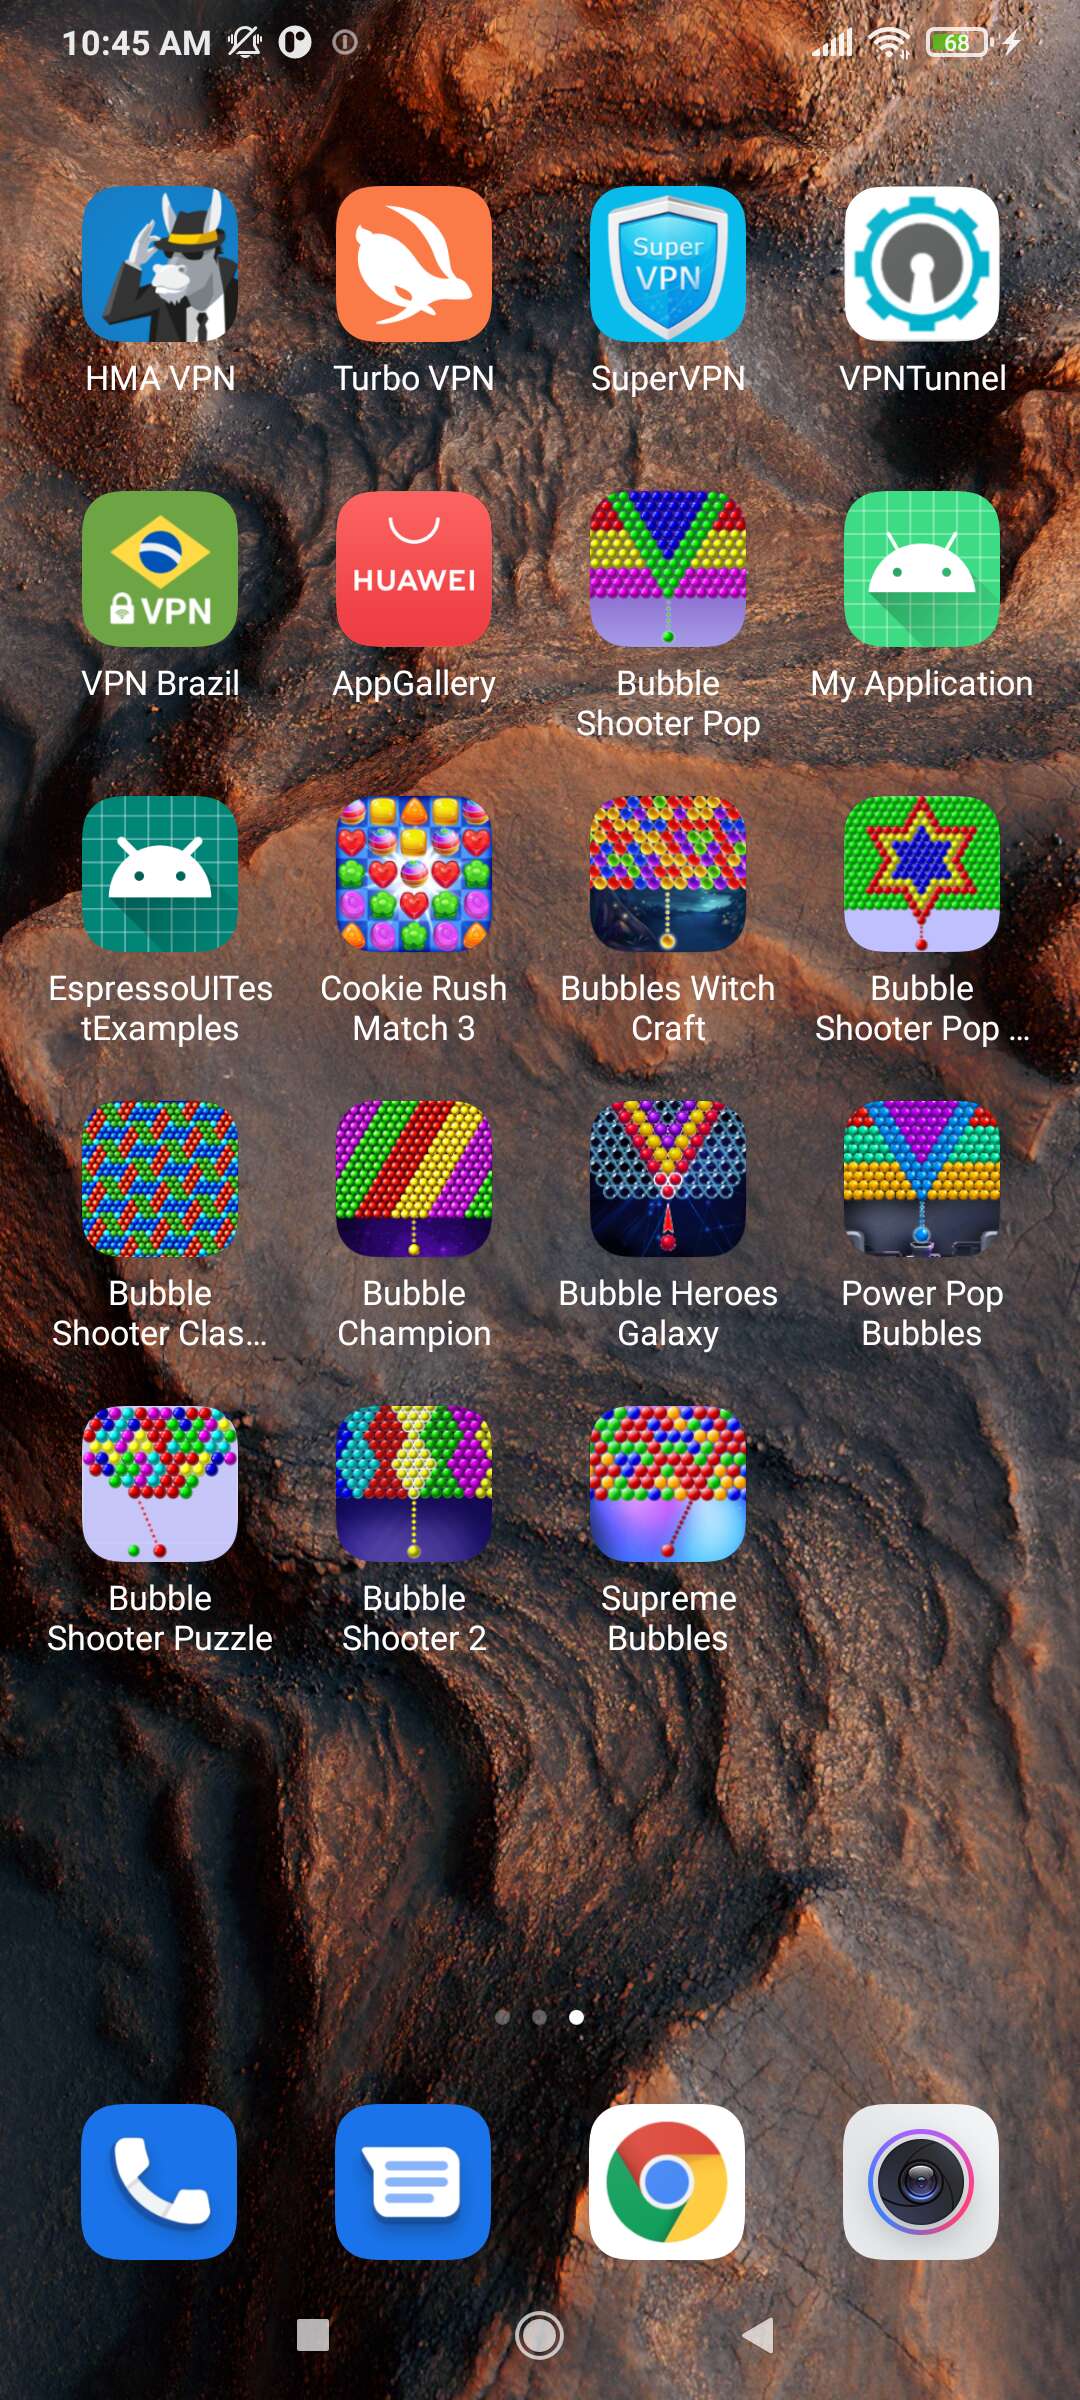 10:45 AM
68
Super
VPN
HMA VPN
Turbo VPN
SuperVPN
VPNTunnel
VPN
HUAWEI
VPN Brazil
AppGallery
Bubble
Shooter Pop
My Application
EspressoUITes
tExamples
Cookie Rush
Match 3
Bubbles Witch
Craft
Bubble
Shooter Pop ...
Bubble
Shooter Clas...
Bubble
Champion
Bubble Heroes
Galaxy
Power Pop
Bubbles
Bubble
Shooter Puzzle
Bubble
Shooter 2
Supreme
Bubbles